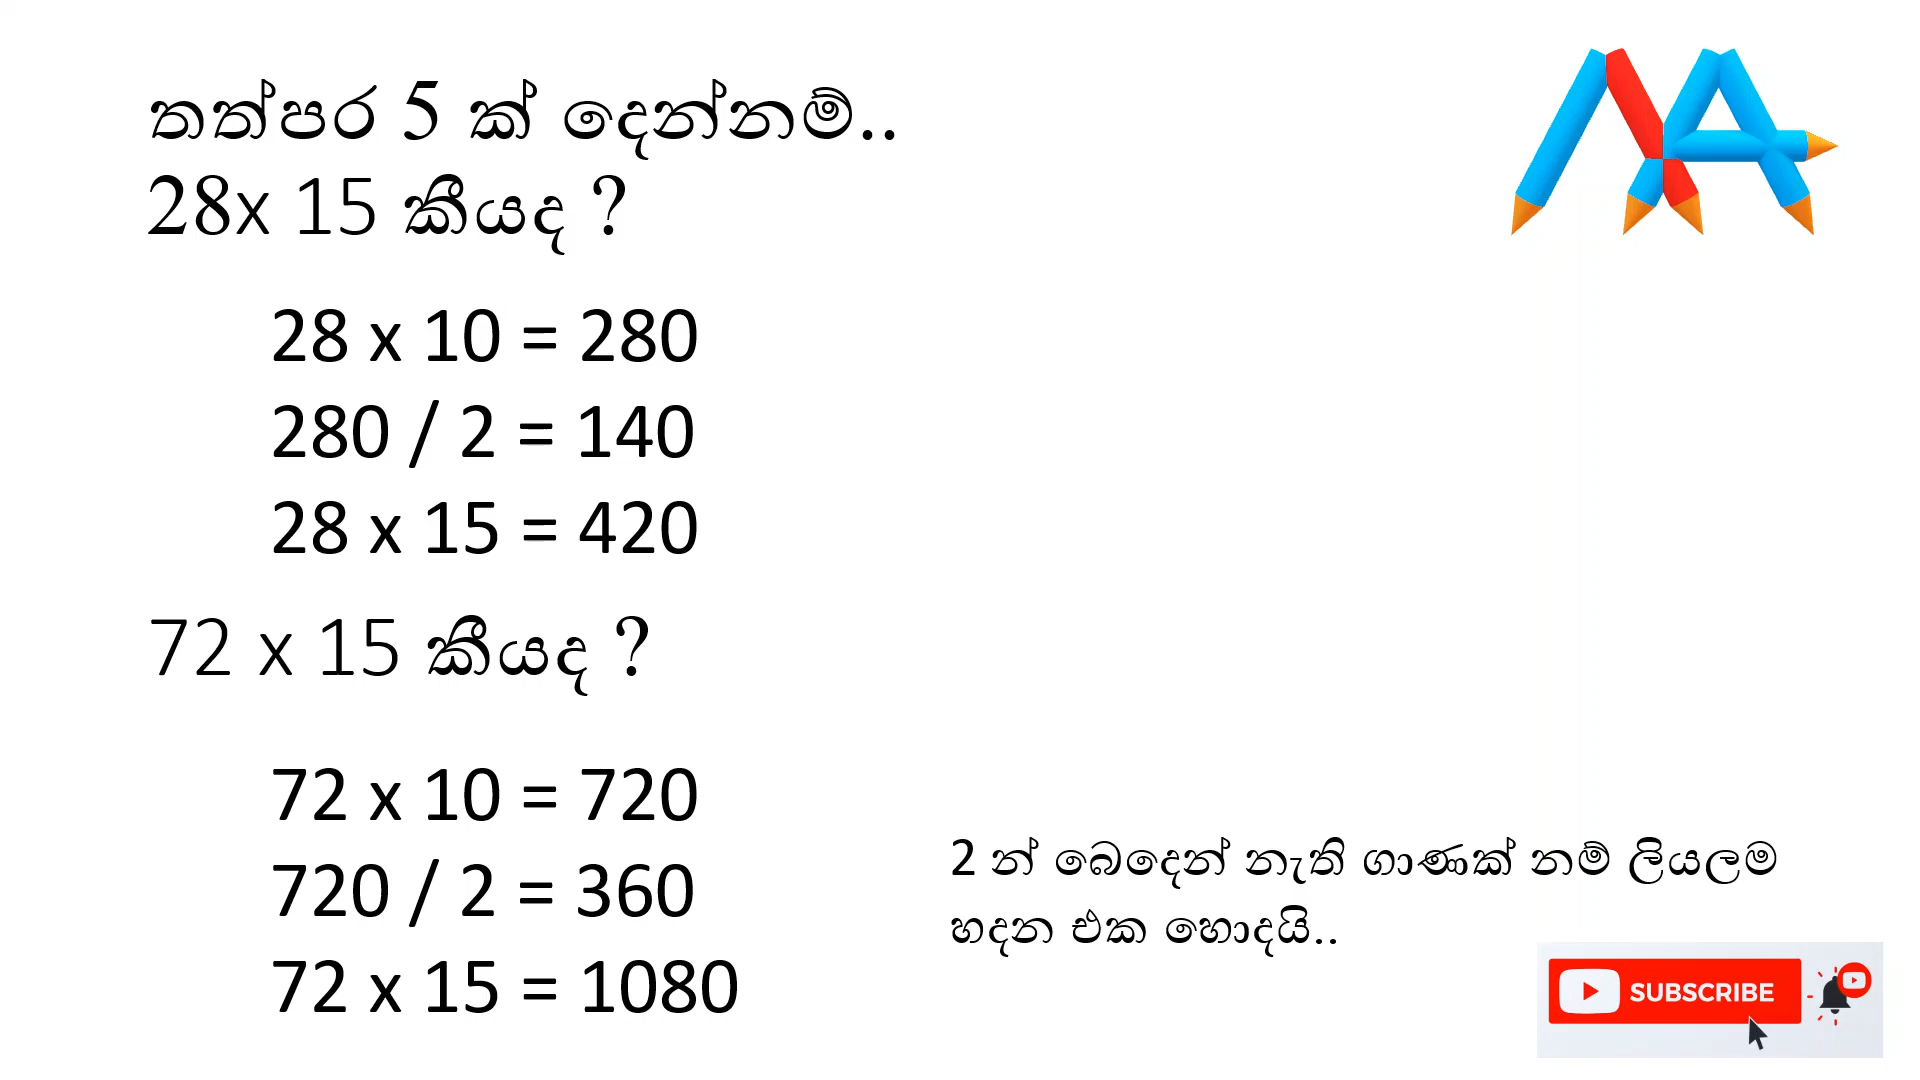 තත්පර 5 ක් දෙන්නම්..
28x 15 කීයද ?
28 x 10 = 280
280 / 2 = 140
28 x 15 = 420
72 x 15 කීයද ?
72 x 10 = 720
720 / 2 = 360
72 x 15 = 1080
2 න් බෙදෙන් නැති ගාණක් නම් ලියලම
හදන එක හොදයි..
SUBSCRIBE